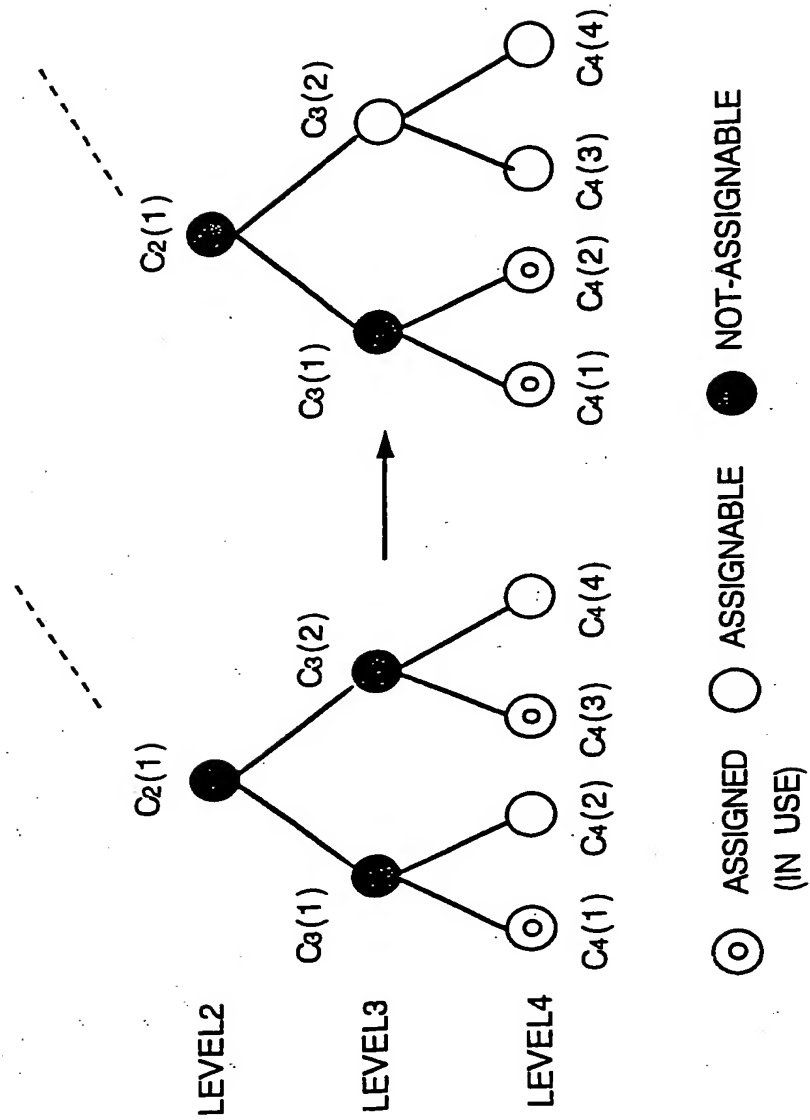 C2(1)
C2(1)
LEVEL2
C3(1)
C3(2)
C3(1)
C3(2)
LEVEL3
LEVEL4
C4(1)
C4(2)
C4(3)
C4(4)
C4(1)
C4(2)
C4(3)
C4(4)
ASSIGNED
(IN USE)
ASSIGNABLE
NOT-ASSIGNABLE